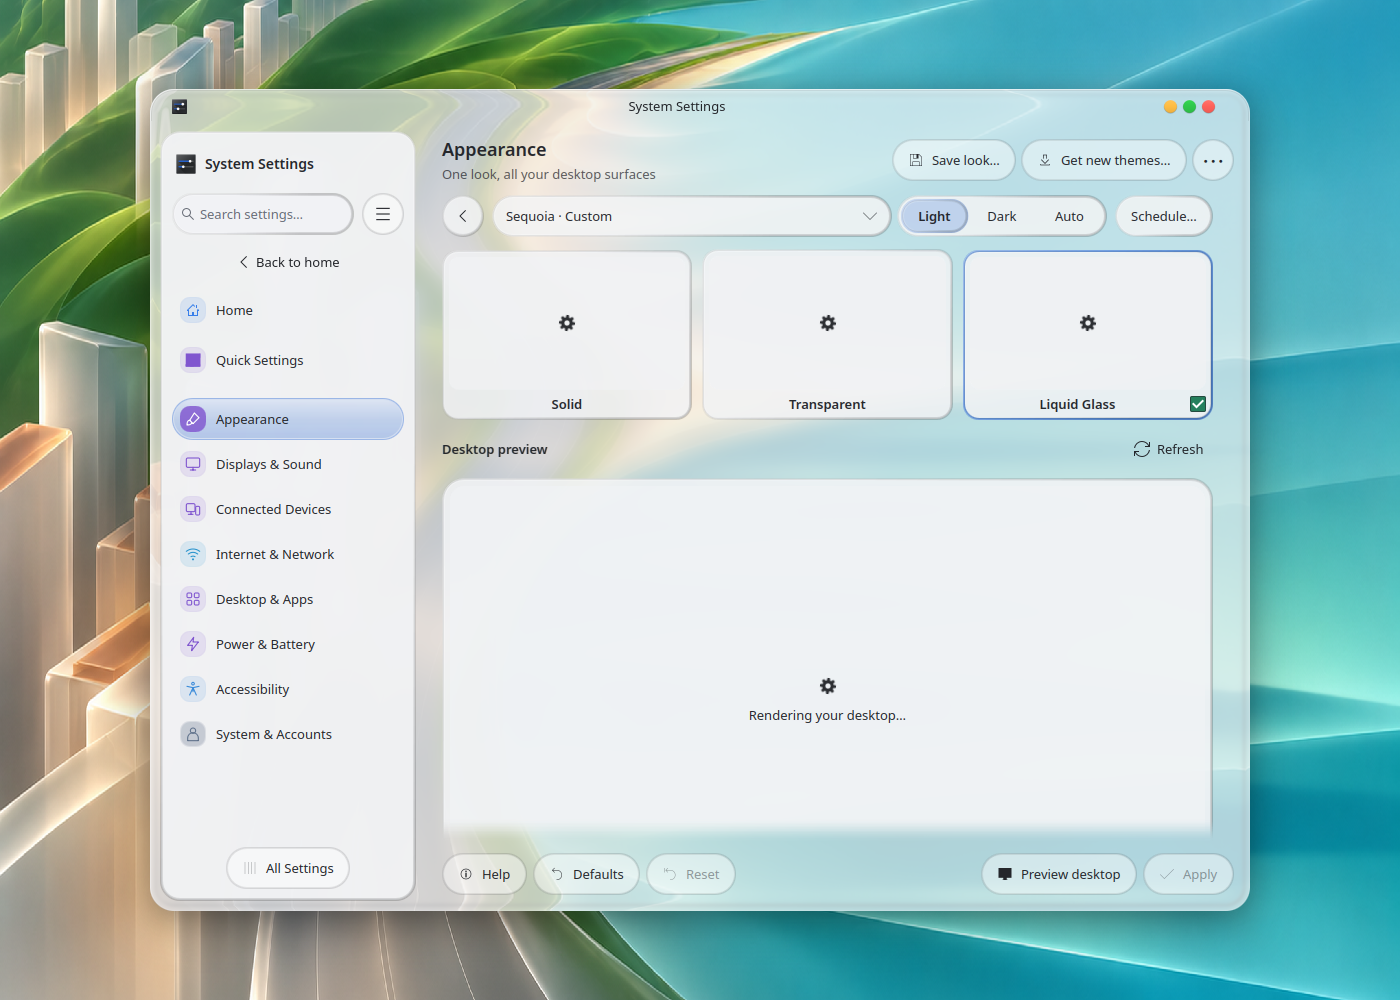 System Settings
System Settings
Search settings...
Back to home
Home
Quick Settings
Appearance
Displays & Sound
Connected Devices
Internet & Network
Desktop & Apps
Power & Battery
Accessibility
System & Accounts
All Settings
Appearance
One look, all your desktop surfaces
Save look...
Get new themes...
Sequoia · Custom
Light
Dark
Auto
Schedule...
Solid
Transparent
Liquid Glass
Desktop preview
Refresh
Rendering your desktop...
Help
Defaults
Reset
Preview desktop
Apply